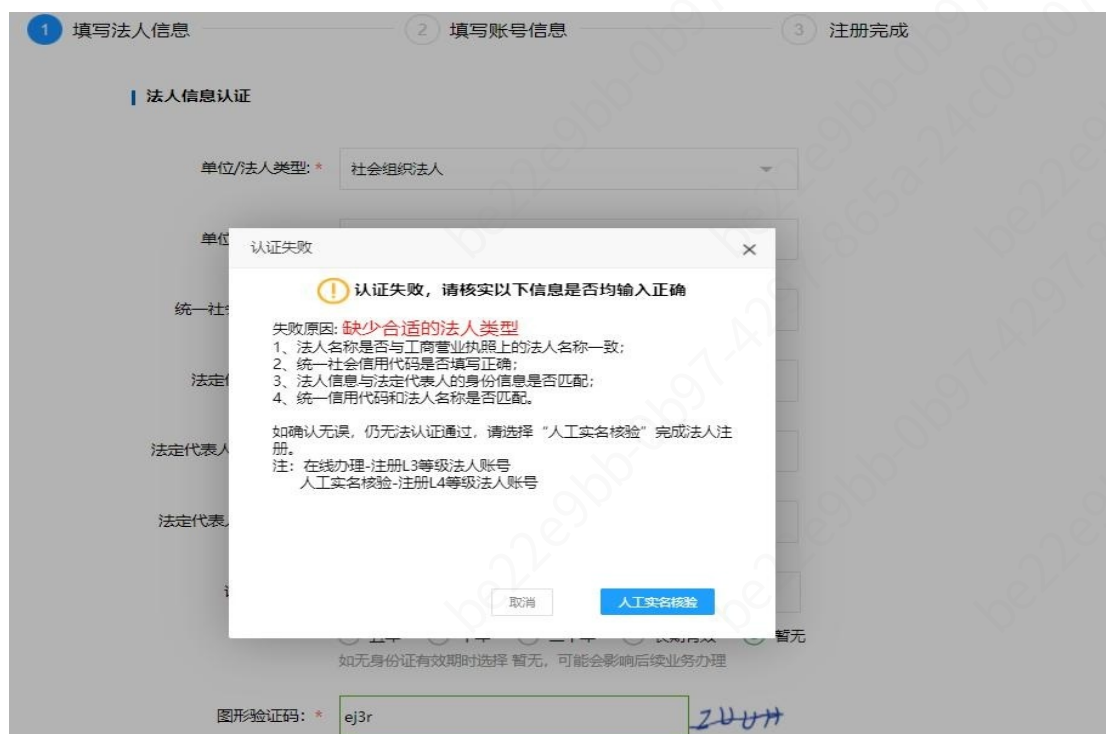 1 填写法人信息 2 填写账号信息 3 注册完成
法人信息认证
单位/法人类型: * 社会组织法人
单位
认证失败 ×
认证失败，请核实以下信息是否均输入正确
统一社
失败原因: 缺少合适的法人类型
1、法人名称是否与工商营业执照上的法人名称一致;
2、统一社会信用代码是否填写正确;
3、法人信息与法定代表人的身份信息是否匹配;
法定
4、统一信用代码和法人名称是否匹配。
如确认无误，仍无法认证通过，请选择“人工实名核验”完成法人注
册。
法定代表人
注：在线办理-注册L3等级法人账号
人工实名核验-注册L4等级法人账号
法定代表
取消 人工实名核验
长期有效 暂无
如无身份证有效期时选择 暂无，可能会影响后续业务办理
图形验证码: * ej3r
be22e9bb-0b97-4297-865a-24c0680